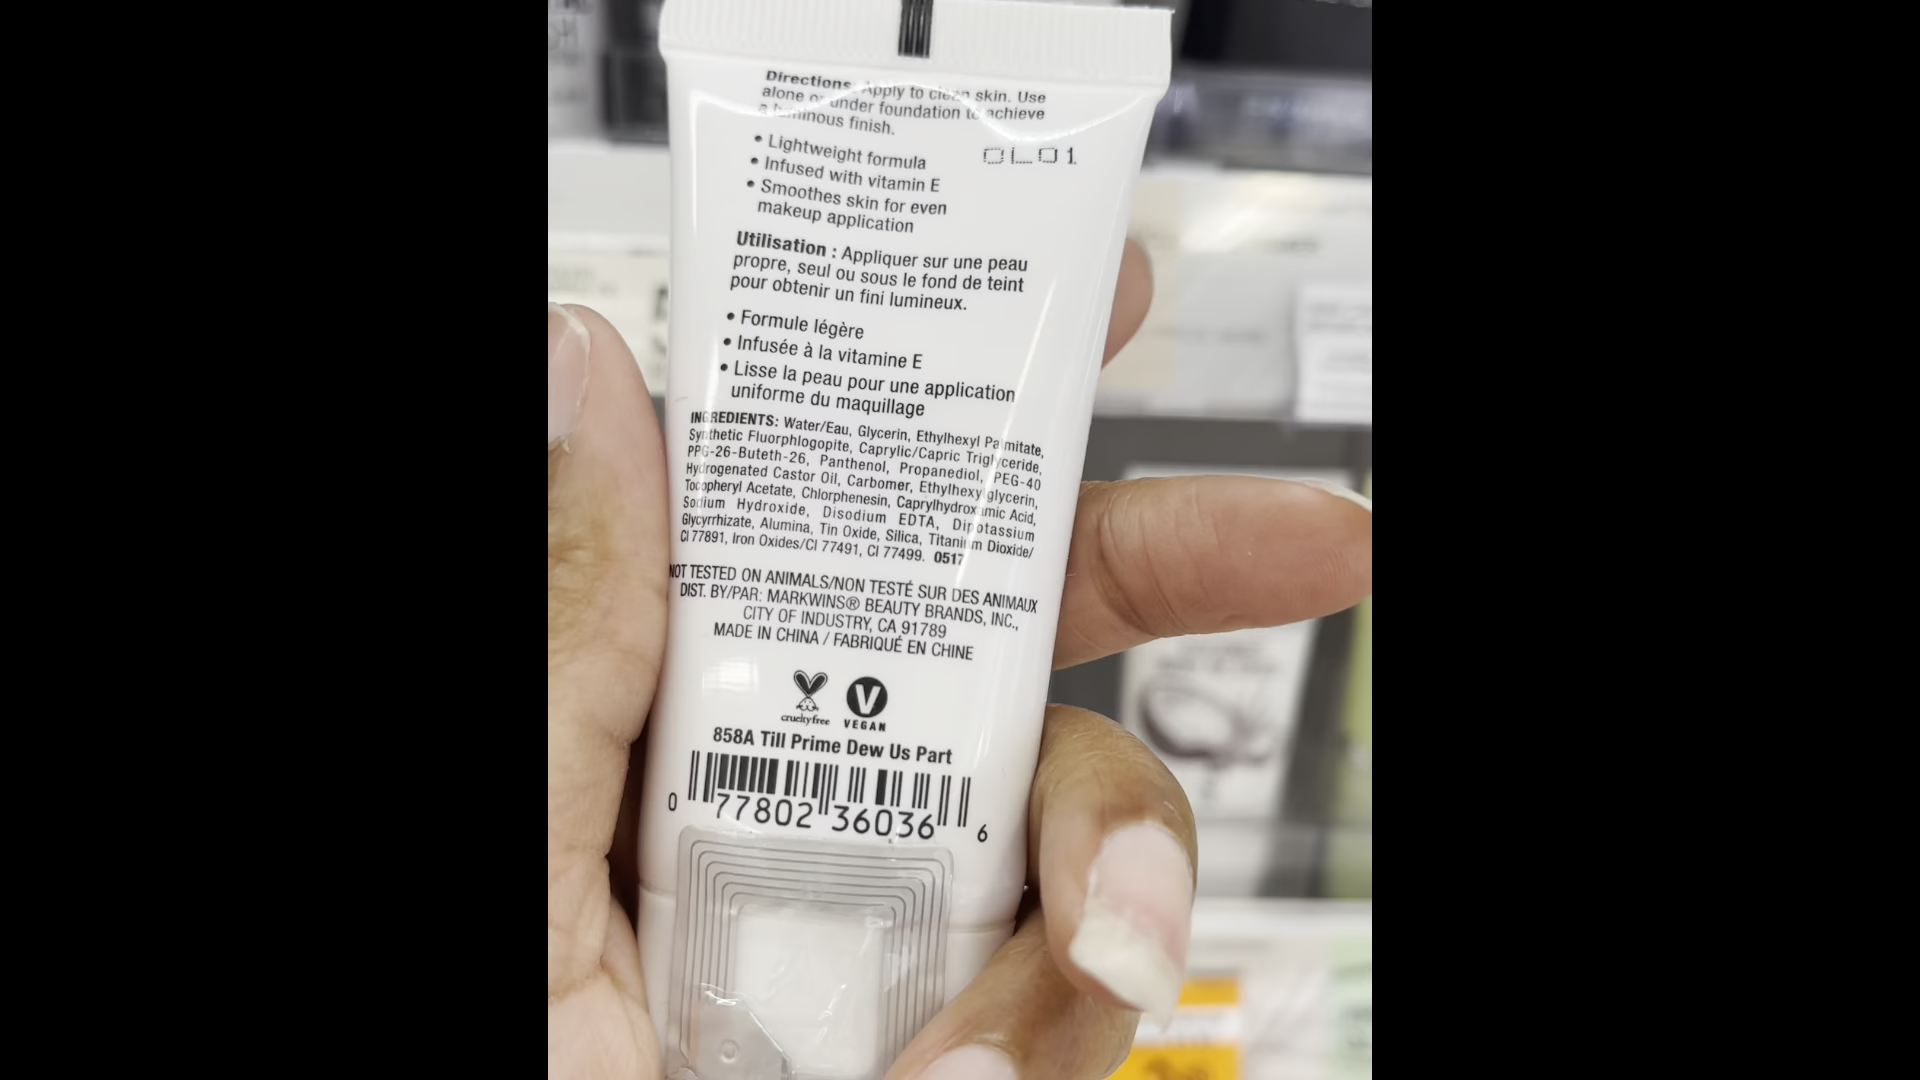 Directions: Apply to clean skin. Use
alone or under foundation to achieve
a luminous finish.
• Lightweight formula
• Infused with vitamin E
• Smoothes skin for even
makeup application
Utilisation : Appliquer sur une peau
propre, seul ou sous le fond de teint
pour obtenir un fini lumineux.
• Formule légère
• Infusée à la vitamine E
• Lisse la peau pour une application
uniforme du maquillage
INGREDIENTS: Water/Eau, Glycerin, Ethylhexyl Palmitate,
Synthetic Fluorphlogopite, Caprylic/Capric Triglyceride,
PPG-26-Buteth-26, Panthenol, Propanediol, PEG-40
Hydrogenated Castor Oil, Carbomer, Ethylhexylglycerin,
Tocopheryl Acetate, Chlorphenesin, Caprylhydroxamic Acid,
Sodium Hydroxide, Disodium EDTA, Dipotassium
Glycyrrhizate, Alumina, Tin Oxide, Silica, Titanium Dioxide/
CI 77891, Iron Oxides/CI 77491, CI 77499. 0517
NOT TESTED ON ANIMALS/NON TESTÉ SUR DES ANIMAUX
DIST. BY/PAR: MARKWINS® BEAUTY BRANDS, INC.,
CITY OF INDUSTRY, CA 91789
MADE IN CHINA / FABRIQUÉ EN CHINE
cruelty free
V
VEGAN
858A Till Prime Dew Us Part
0 77802 36036 6